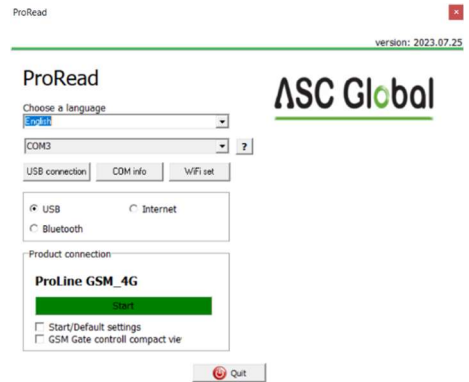 ProRead
version: 2023.07.25
ProRead
ASC Global
Choose a language
English
COM3
?
USB connection COM info WiFi set
USB Internet
Bluetooth
Product connection
ProLine GSM_4G
Start
Start/Default settings
GSM Gate controll compact vie
Quit